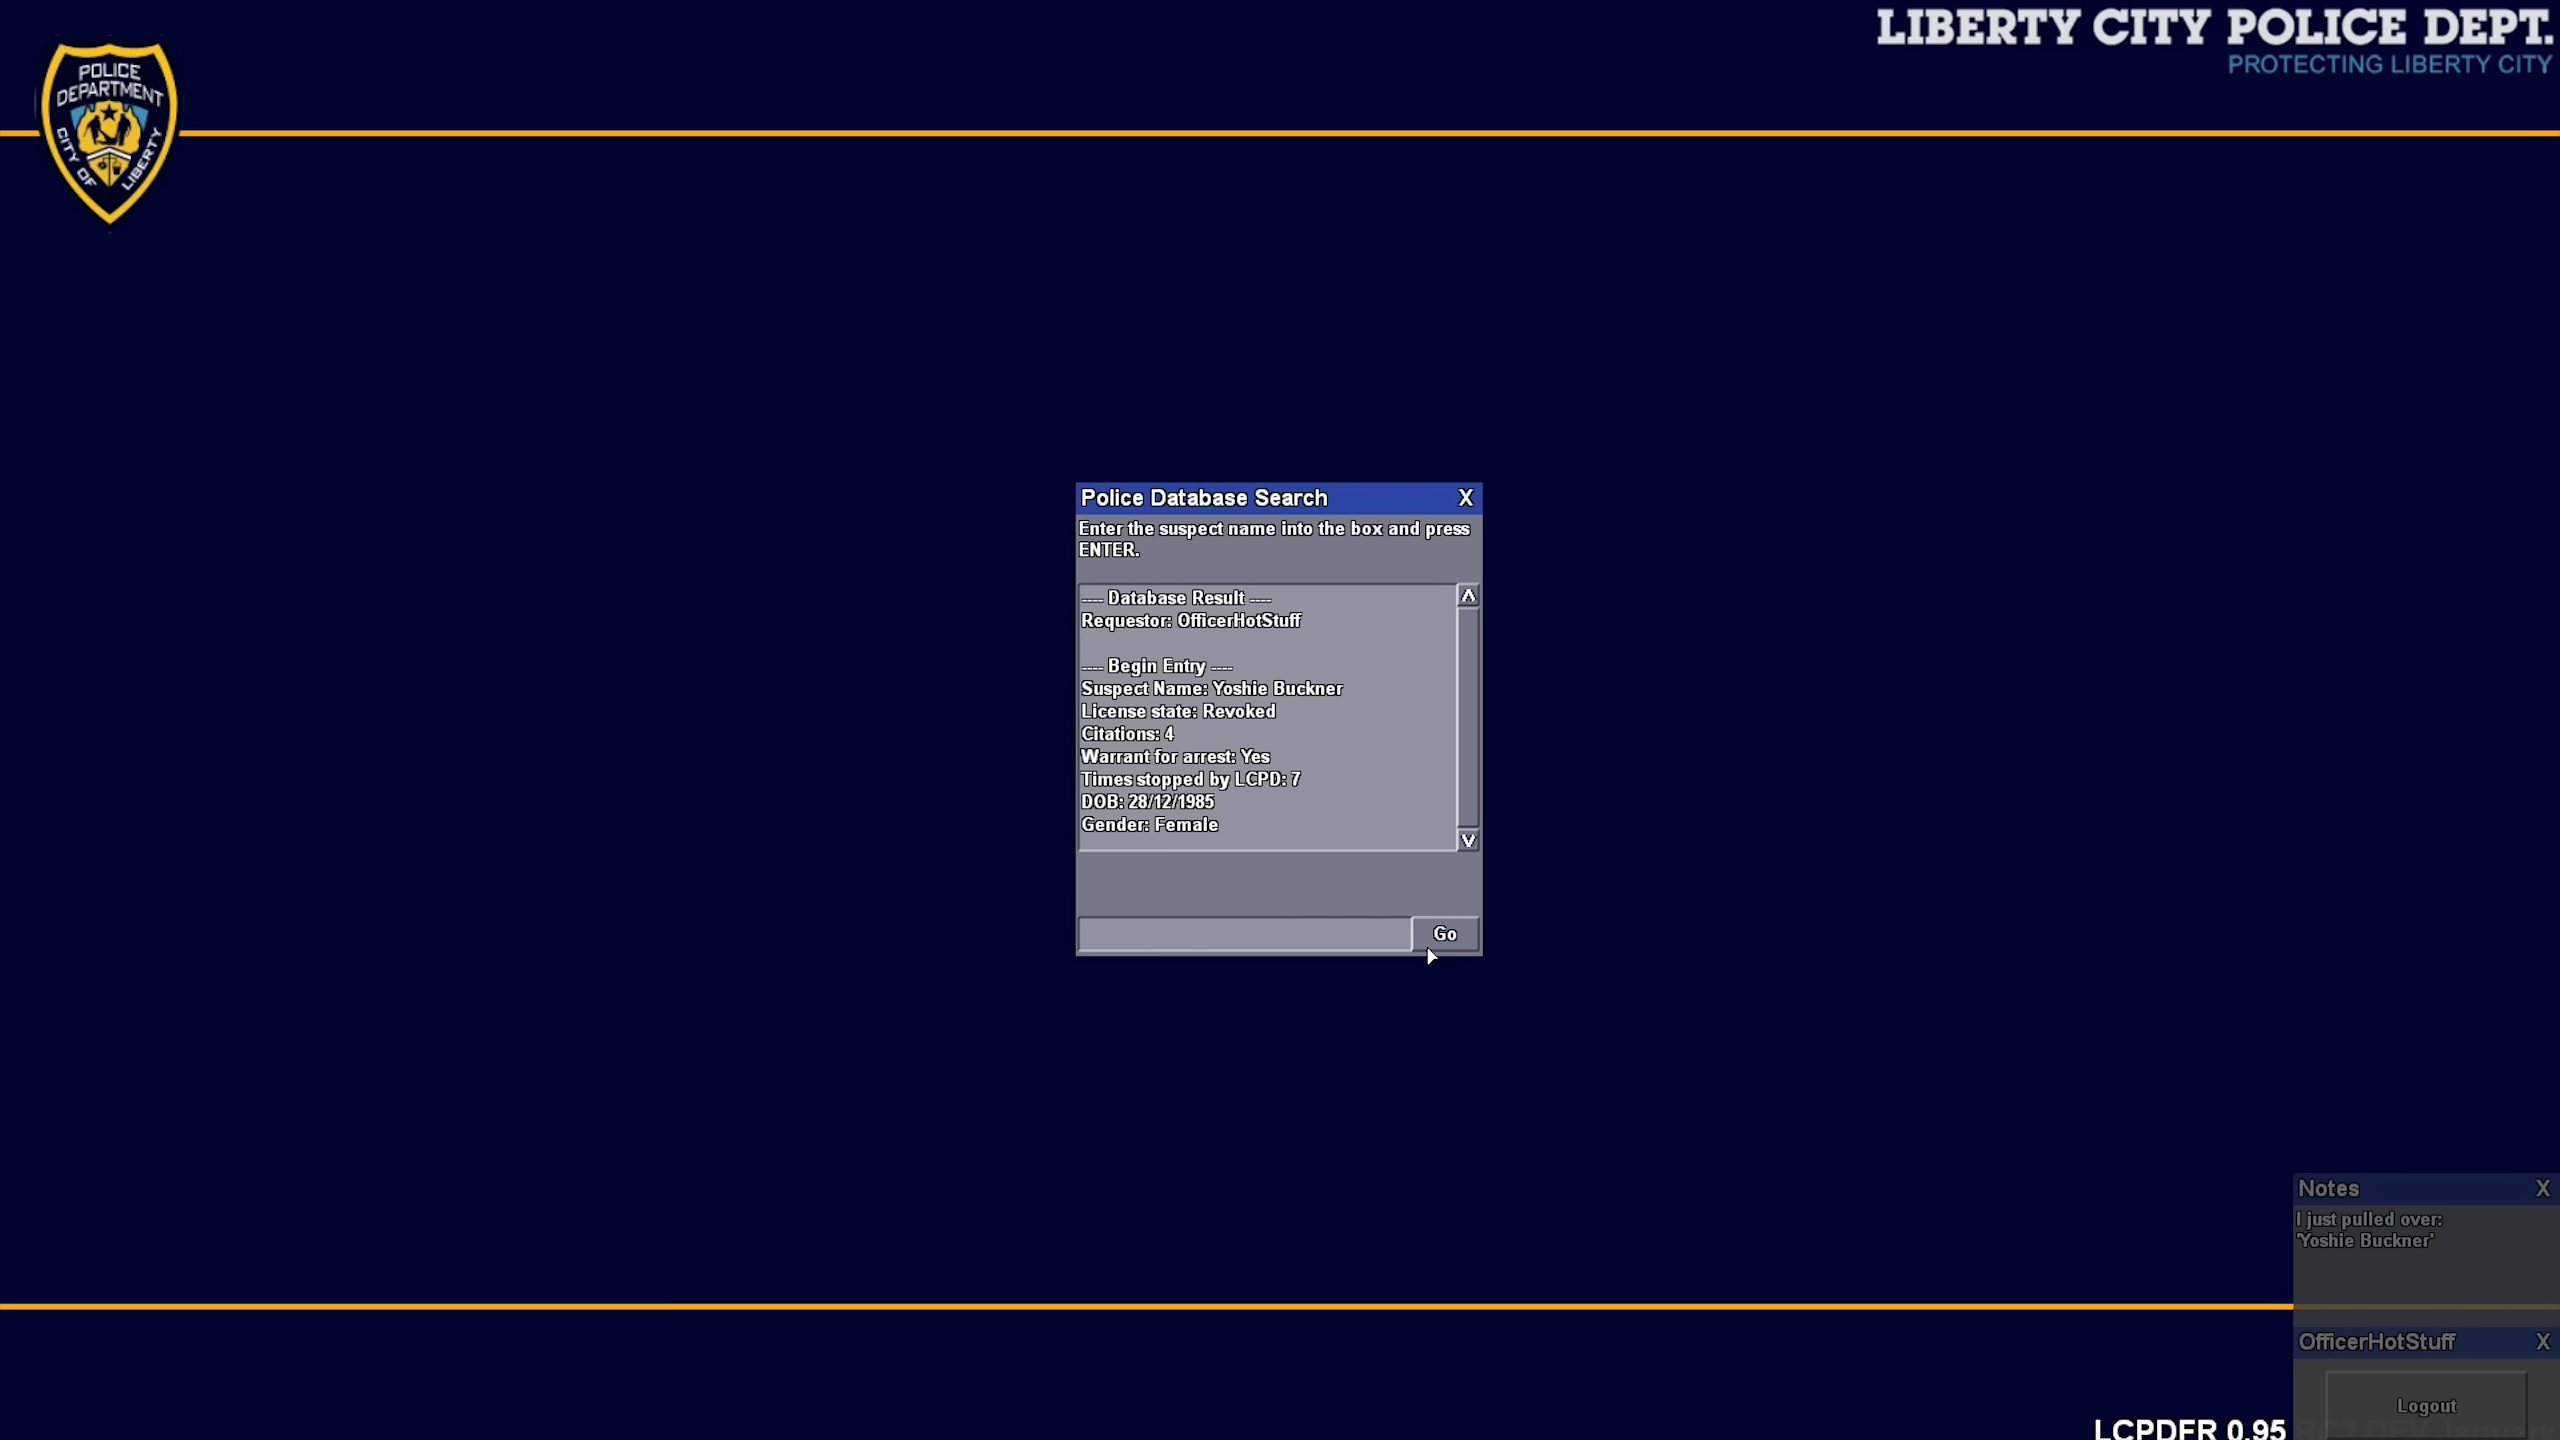 LIBERTY CITY POLICE DEPT.
PROTECTING LIBERTY CITY
POLICE
DEPARTMENT
CITY OF
LIBERTY
Police Database Search X
Enter the suspect name into the box and press
ENTER.
---- Database Result ----
Requestor: OfficerHotStuff
---- Begin Entry ----
Suspect Name: Yoshie Buckner
License state: Revoked
Citations: 4
Warrant for arrest: Yes
Times stopped by LCPD: 7
DOB: 28/12/1985
Gender: Female
Go
Notes X
I just pulled over:
'Yoshie Buckner'
OfficerHotStuff X
Logout
LCPDFR 0.95